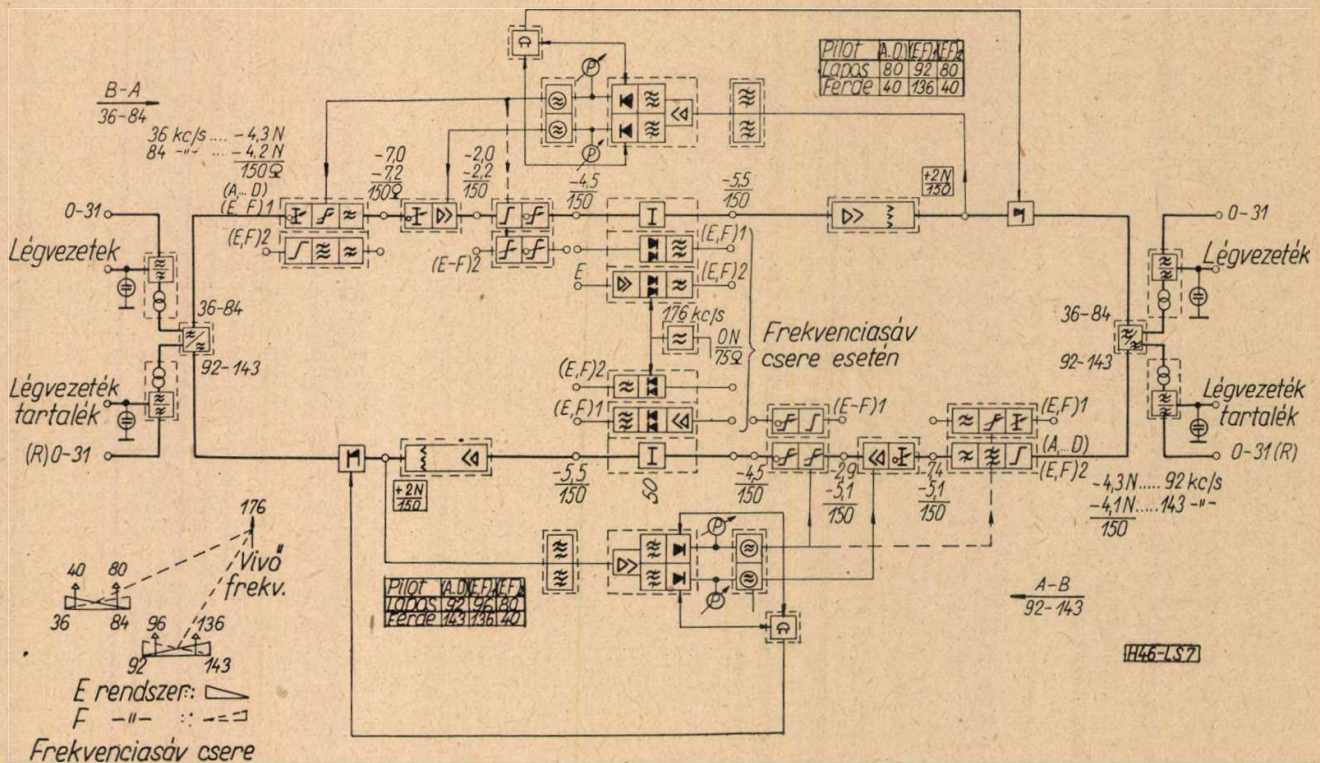 B-A
36-84
36 kc/s .... -4,3 N
84 -"- ... -4,2 N
150Ω
Pilot (A..D) (E,F)1 (E,F)2
Lapos 80 92 80
Ferde 40 136 40
(A...D)
(E, F)1
-7,0
-7,2
150Ω
-2,0
-2,2
150
-4,5
150
-5,5
150
+2N
150
0-31
0-31
Légvezeték
Légvezeték
(E,F)2
(E-F)2
(E,F)1
E
(E,F)2
176 kc/s
0N
75Ω
Frekvenciasáv
csere esetén
36-84
92-143
36-84
92-143
Légvezeték
tartalék
Légvezeték
tartalék
(E,F)2
(E,F)1
(E-F)1
(E,F)1
(A...D)
(E,F)2
(R) 0-31
0-31(R)
+2N
150
-5,5
150
50
-4,5
150
-2,9
-5,1
150
-7,4
-5,1
150
-4,3 N..... 92 kc/s
-4,1 N.....143 -"-
150
176
Vivő
frekv.
40 80
36 84
96 136
92 143
Pilot (A..D) (E,F)1 (E,F)2
Lapos 92 96 80
Ferde 143 136 40
A-B
92-143
H46-LS7
E rendszer:
F -"- :
Frekvenciasáv csere